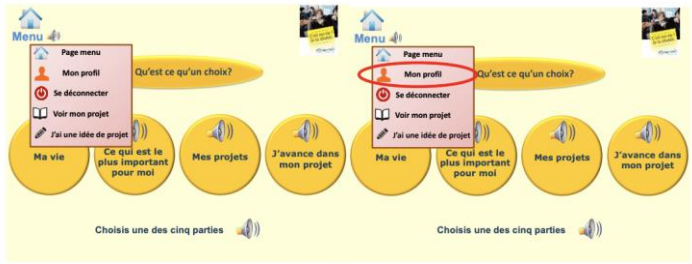 Menu
Page menu
Mon profil
Se déconnecter
Voir mon projet
J'ai une idée de projet
Qu'est ce qu'un choix?
Ma vie
Ce qui est le
plus important
pour moi
Mes projets
J'avance dans
mon projet
Choisis une des cinq parties
Menu
Page menu
Mon profil
Se déconnecter
Voir mon projet
J'ai une idée de projet
Qu'est ce qu'un choix?
Ma vie
Ce qui est le
plus important
pour moi
Mes projets
J'avance dans
mon projet
Choisis une des cinq parties